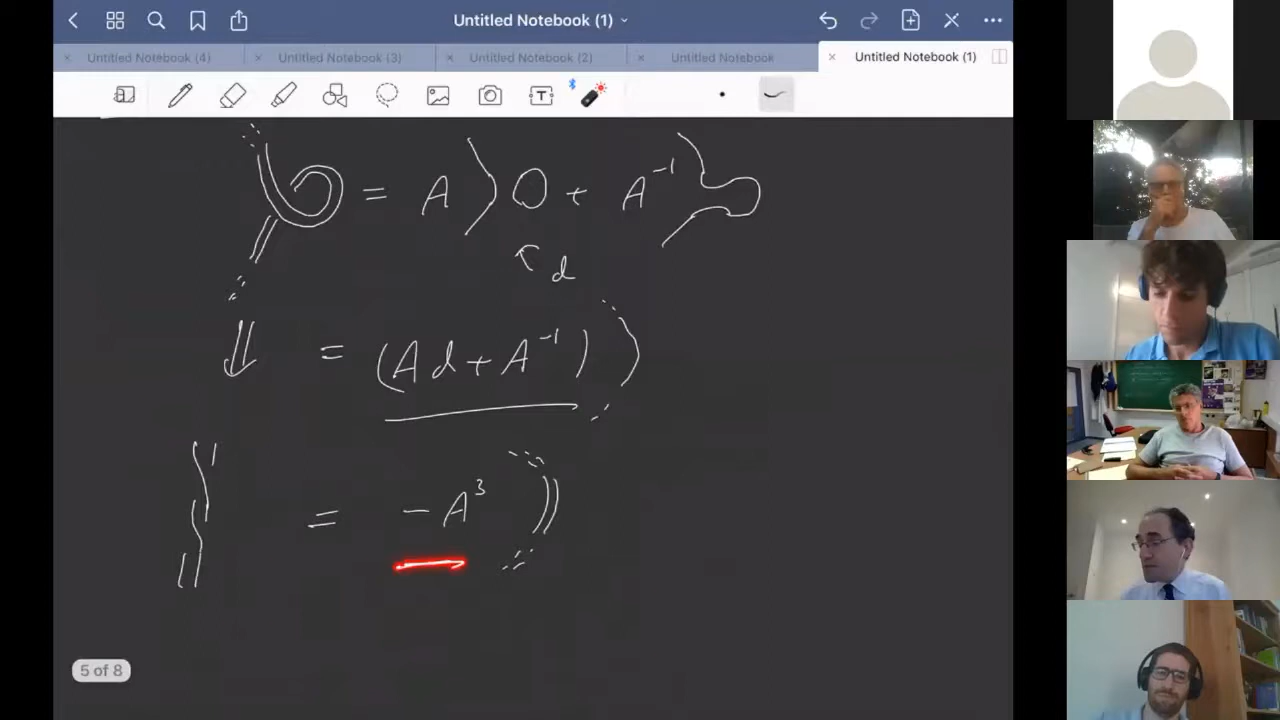 Untitled Notebook (1)
Untitled Notebook (4) Untitled Notebook (3) Untitled Notebook (2) Untitled Notebook Untitled Notebook (1)
T
= A ) O + A⁻¹
d
= (Ad + A⁻¹) )
= -A³ ))
5 of 8